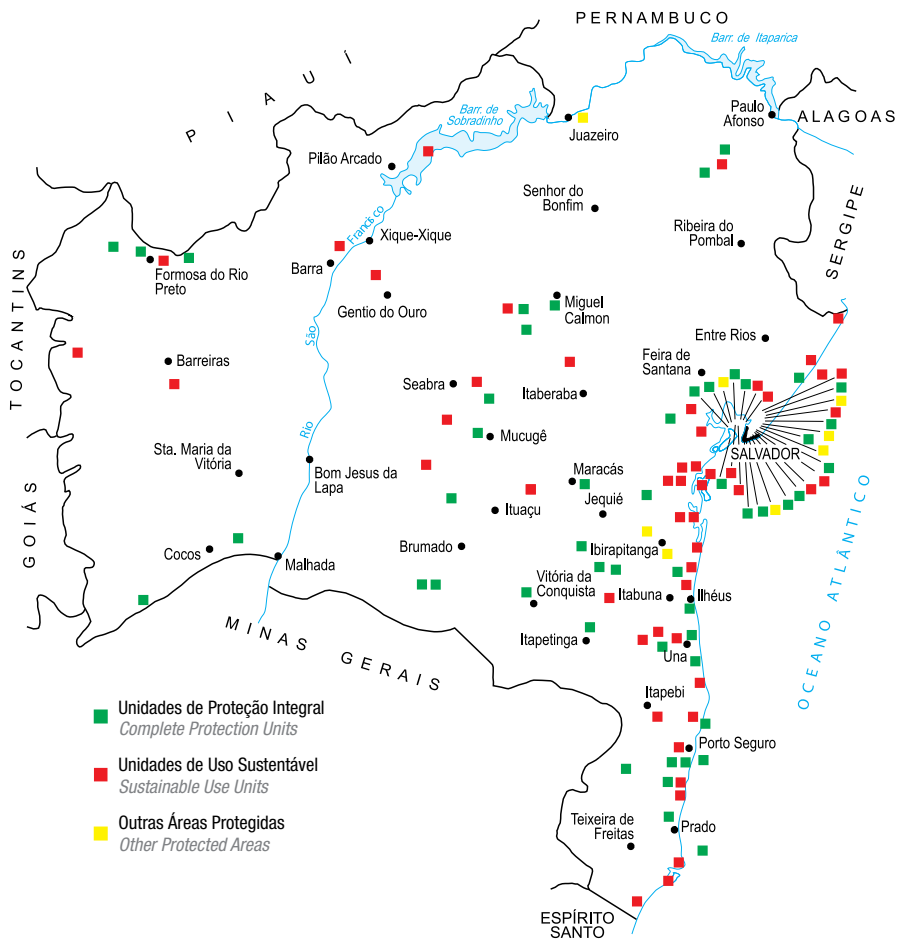 PERNAMBUCO
Barr. de Itaparica
PIAUÍ
Barr. de
Sobradinho
Juazeiro
Paulo
Afonso
ALAGOAS
Pilão Arcado
Senhor do
Bonfim
Francisco
Xique-Xique
Ribeira do
Pombal
SERGIPE
TOCANTINS
Formosa do Rio
Preto
Barra
Gentio do Ouro
Miguel
Calmon
São
Entre Rios
Barreiras
Feira de
Santana
Seabra
Itaberaba
Rio
Mucugê
SALVADOR
Sta. Maria da
Vitória
Bom Jesus da
Lapa
Maracás
Jequié
GOIÁS
Ituaçu
OCEANO ATLÂNTICO
Cocos
Malhada
Brumado
Ibirapitanga
Vitória da
Conquista
Itabuna
Ilhéus
MINAS GERAIS
Itapetinga
Una
Itapebi
Porto Seguro
Teixeira de
Freitas
Prado
ESPÍRITO
SANTO
Unidades de Proteção Integral
Complete Protection Units
Unidades de Uso Sustentável
Sustainable Use Units
Outras Áreas Protegidas
Other Protected Areas